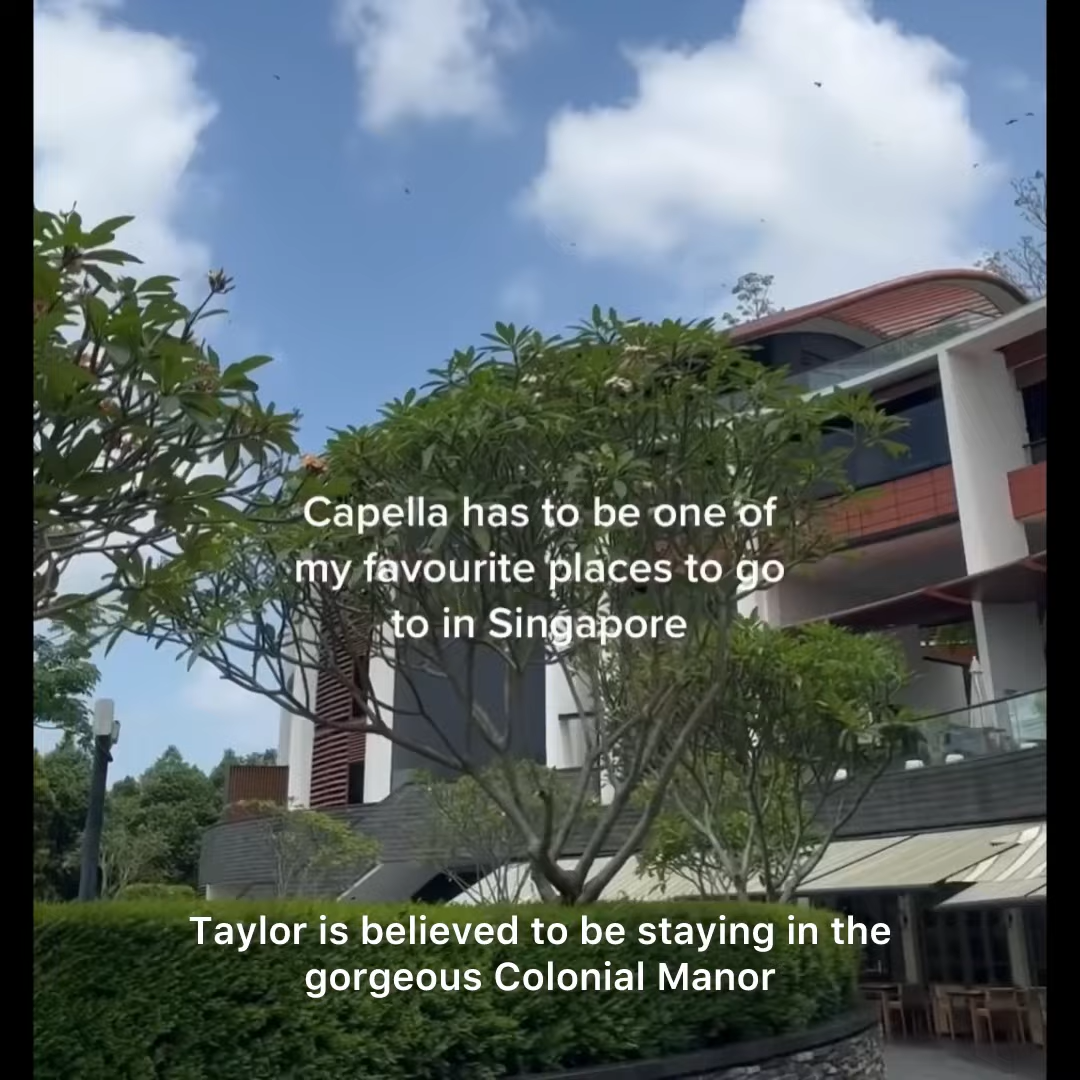 Capella has to be one of
my favourite places to go
to in Singapore
Taylor is believed to be staying in the
gorgeous Colonial Manor